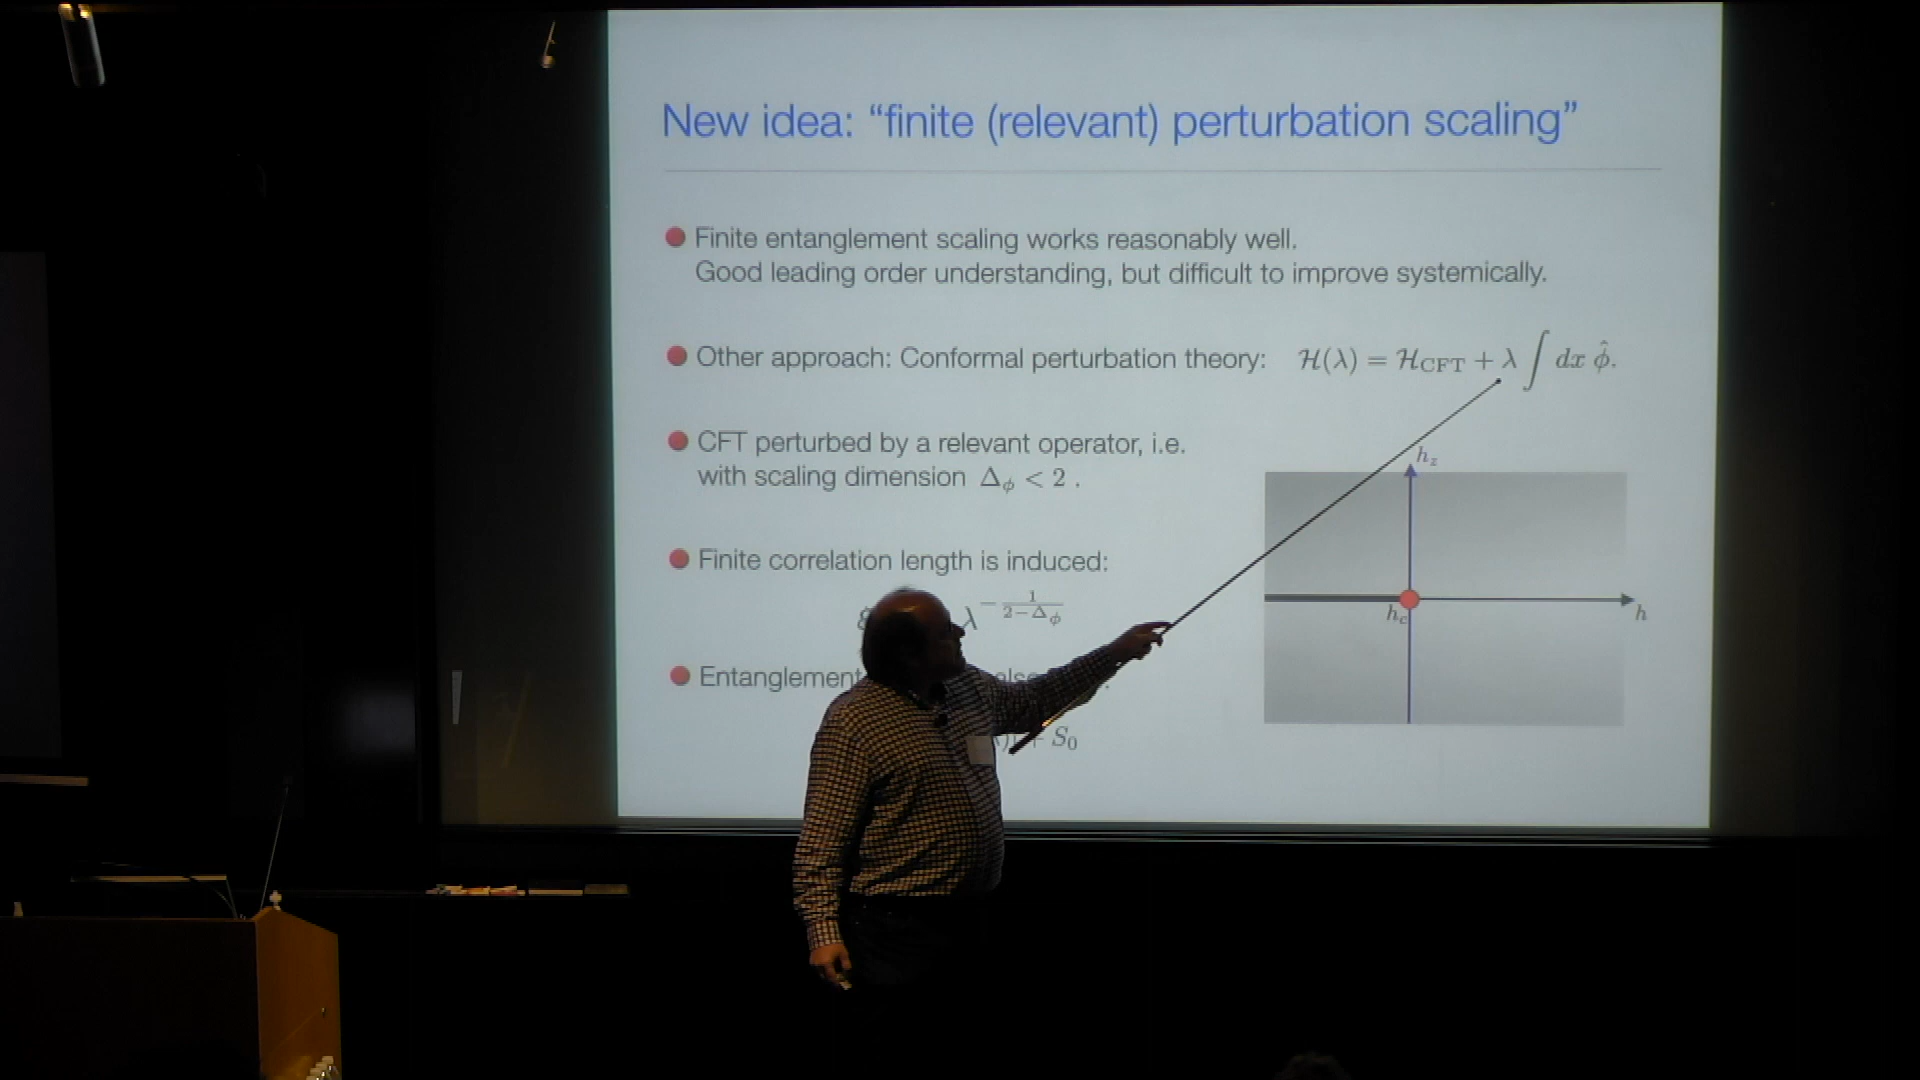 New idea: “finite (relevant) perturbation scaling”
Finite entanglement scaling works reasonably well.
Good leading order understanding, but difficult to improve systemically.
Other approach: Conformal perturbation theory: ℋ(λ) = ℋ_CFT + λ ∫ dx φ̂.
CFT perturbed by a relevant operator, i.e.
with scaling dimension Δ_φ < 2 .
h_z
Finite correlation length is induced:
λ^{-1/(2-Δ_φ)}
h_c
h
Entanglement
+ S_0